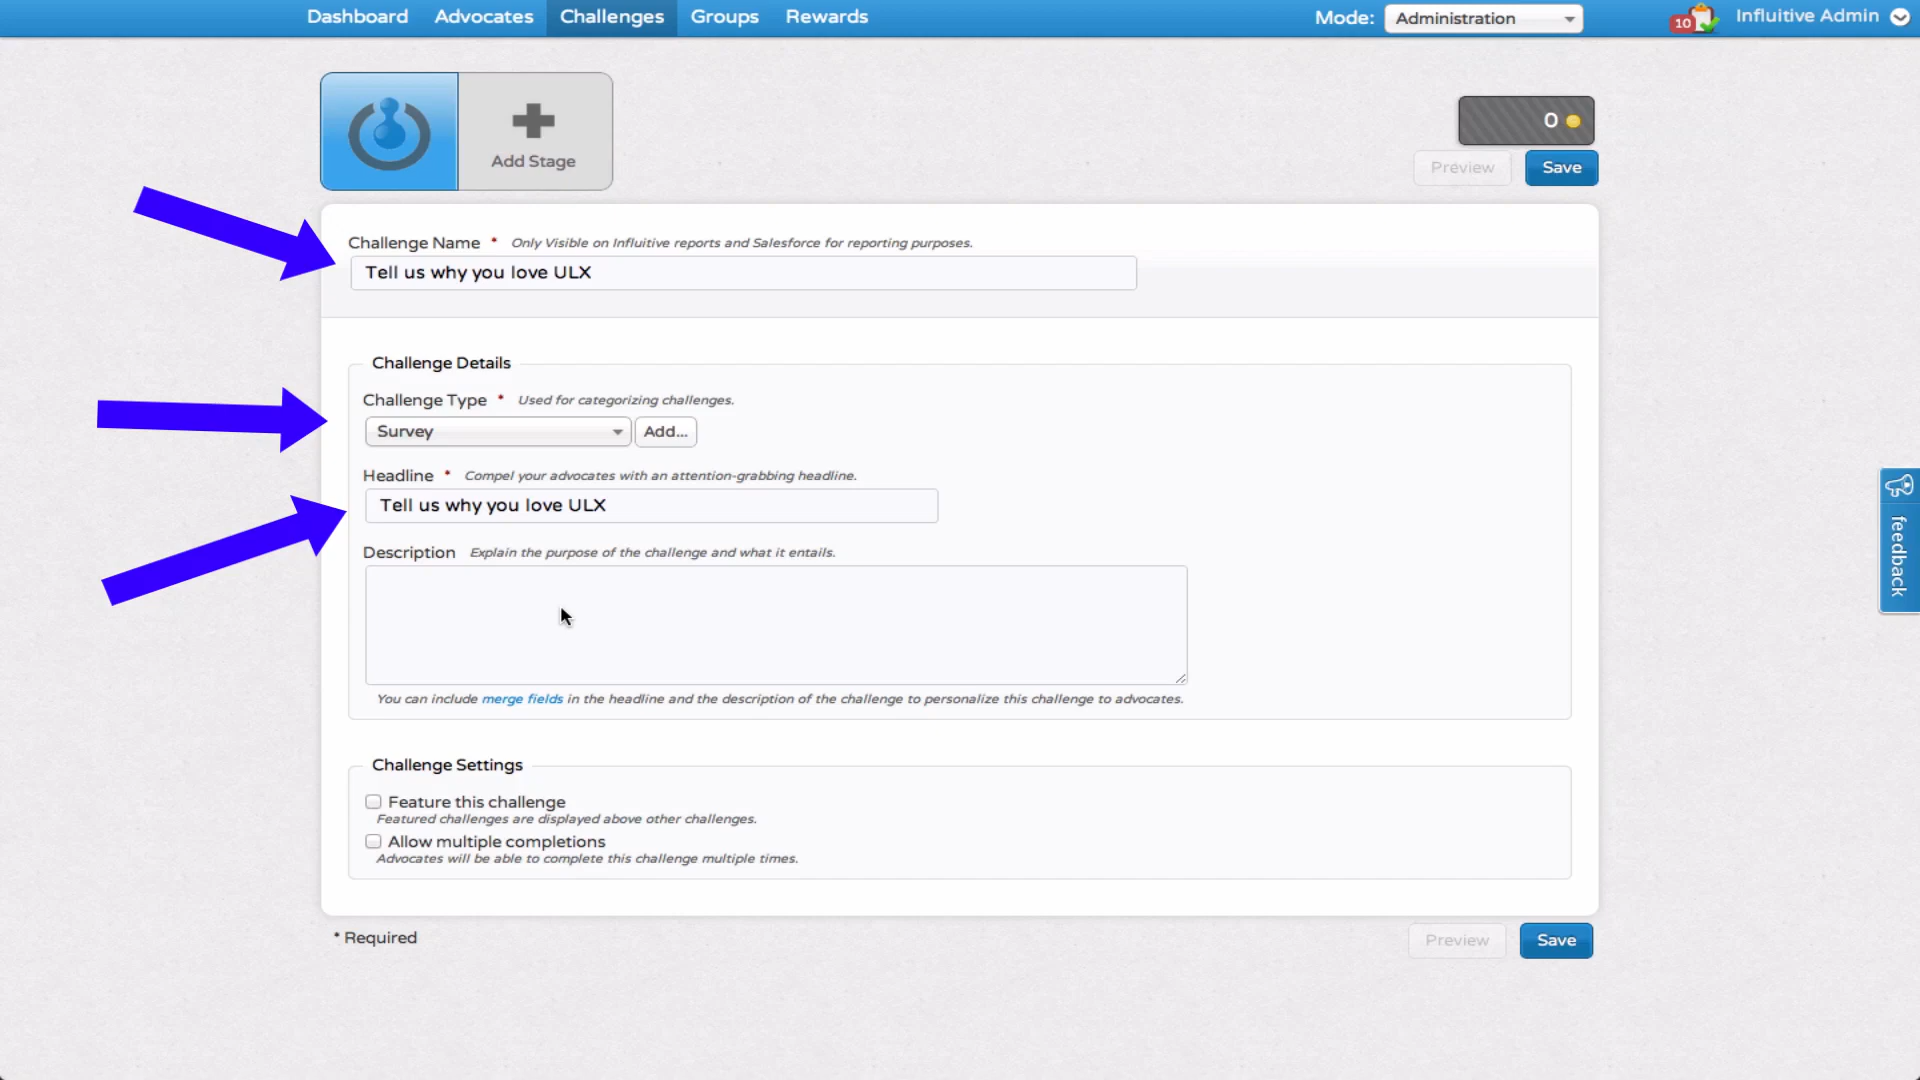 Dashboard Advocates Challenges Groups Rewards Mode: Administration 10 Influitive Admin
Add Stage
0
Preview Save
Challenge Name * Only Visible on Influitive reports and Salesforce for reporting purposes.
Tell us why you love ULX
Challenge Details
Challenge Type * Used for categorizing challenges.
Survey Add...
Headline * Compel your advocates with an attention-grabbing headline.
Tell us why you love ULX
Description Explain the purpose of the challenge and what it entails.
You can include merge fields in the headline and the description of the challenge to personalize this challenge to advocates.
Challenge Settings
Feature this challenge
Featured challenges are displayed above other challenges.
Allow multiple completions
Advocates will be able to complete this challenge multiple times.
* Required
Preview Save
feedback